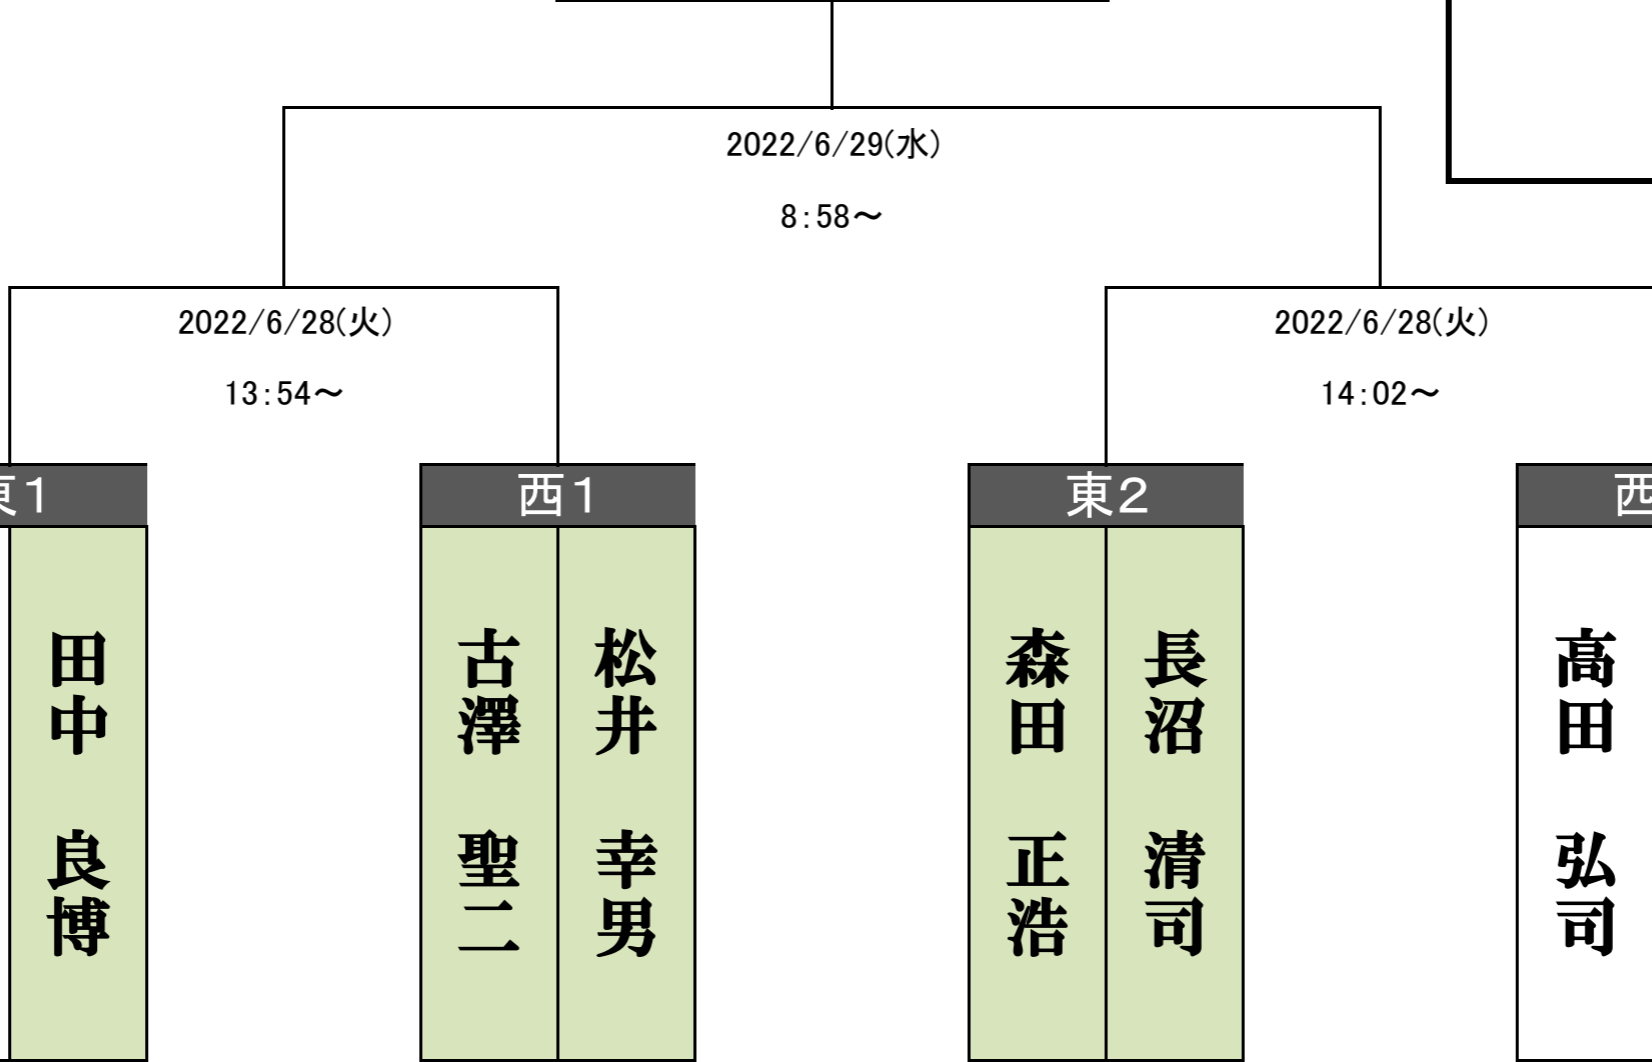 2022/6/29(水)
8:58～
2022/6/28(火)
13:54～
2022/6/28(火)
14:02～
東1
西1
東2
西
田中 良博
古澤 聖二
松井 幸男
森田 正浩
長沼 清司
高田 弘司